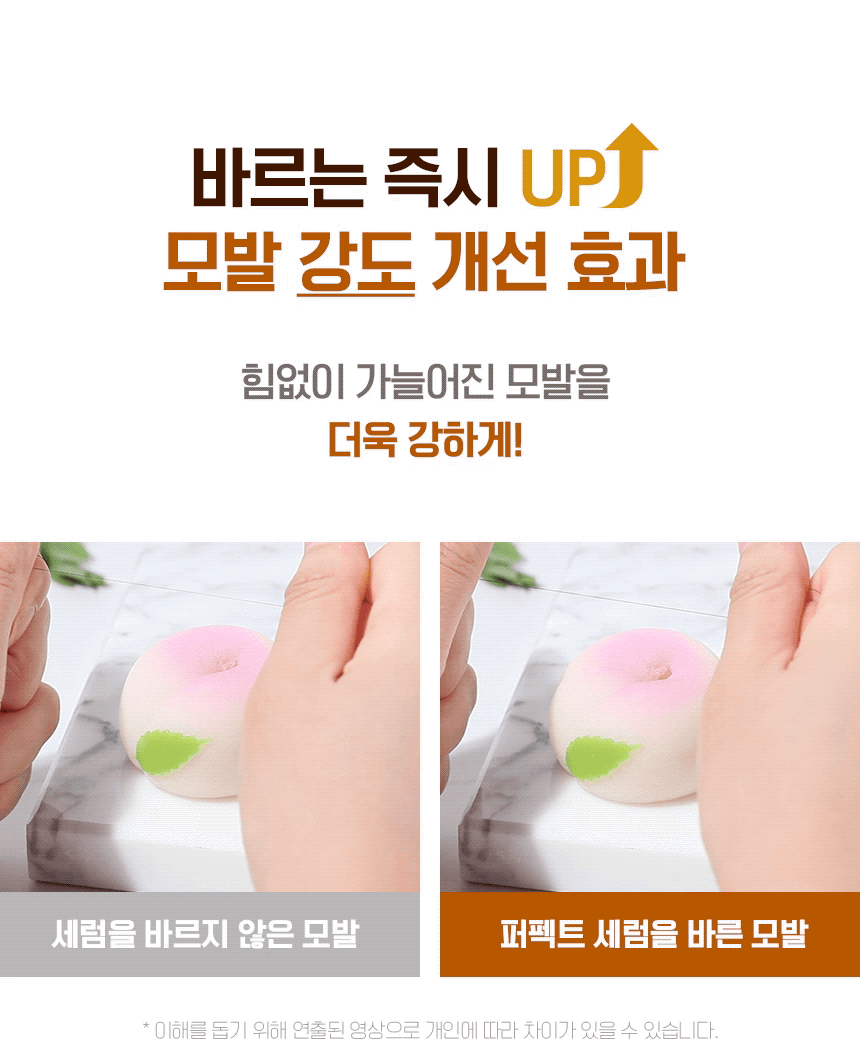 바르는 즉시 UP
모발 강도 개선 효과
힘없이 가늘어진 모발을
더욱 강하게!
세럼을 바르지 않은 모발
퍼펙트 세럼을 바른 모발
* 이해를 돕기 위해 연출된 영상으로 개인에 따라 차이가 있을 수 있습니다.